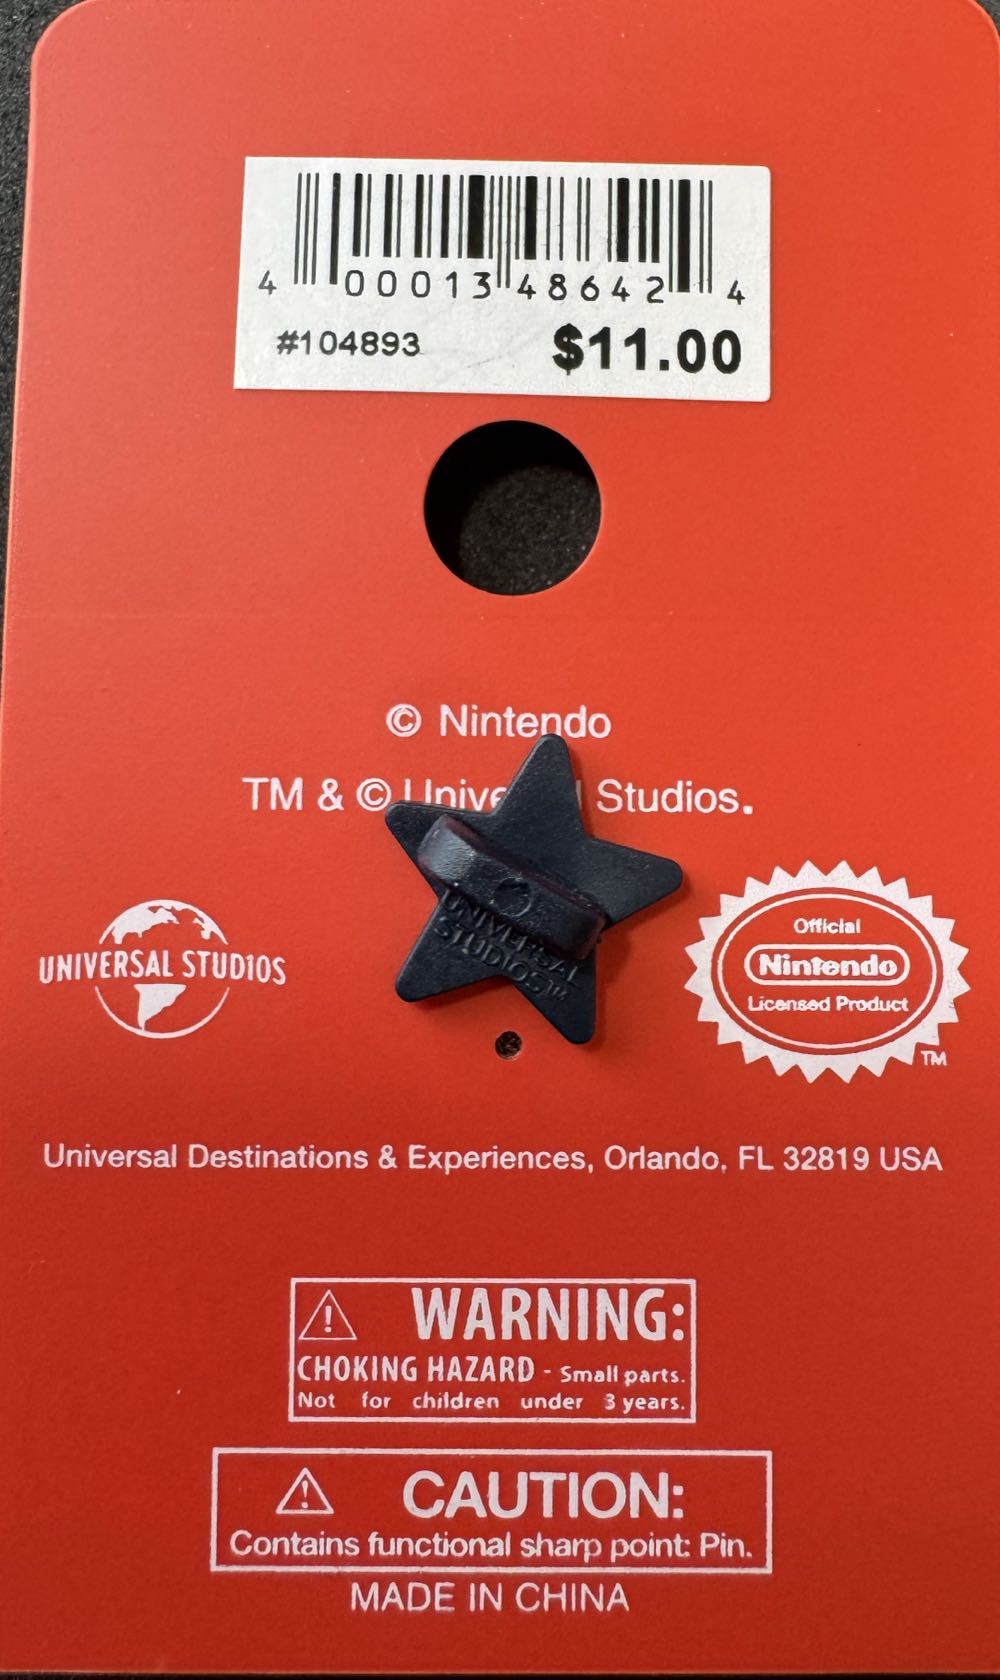 4 00013 48642 4
#104893 $11.00
© Nintendo
TM & © Universal Studios.
UNIVERSAL STUDIOS
UNIVERSAL
STUDIOS™
Official
Nintendo
Licensed Product
TM
Universal Destinations & Experiences, Orlando, FL 32819 USA
WARNING:
CHOKING HAZARD - Small parts.
Not for children under 3 years.
CAUTION:
Contains functional sharp point: Pin.
MADE IN CHINA